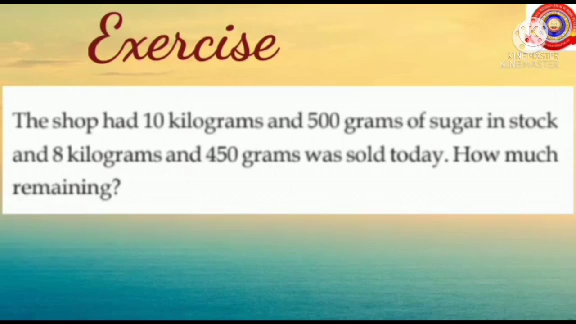 Exercise
The shop had 10 kilograms and 500 grams of sugar in stock
and 8 kilograms and 450 grams was sold today. How much
remaining?